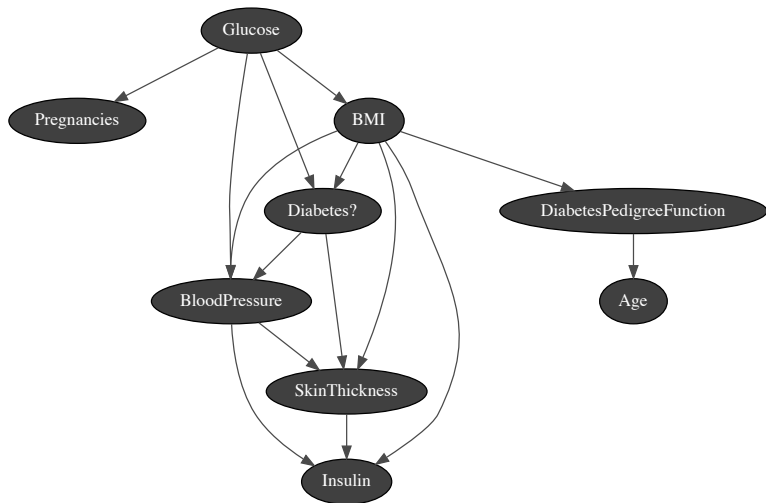 Glucose
Pregnancies
BMI
Diabetes?
DiabetesPedigreeFunction
BloodPressure
Age
SkinThickness
Insulin